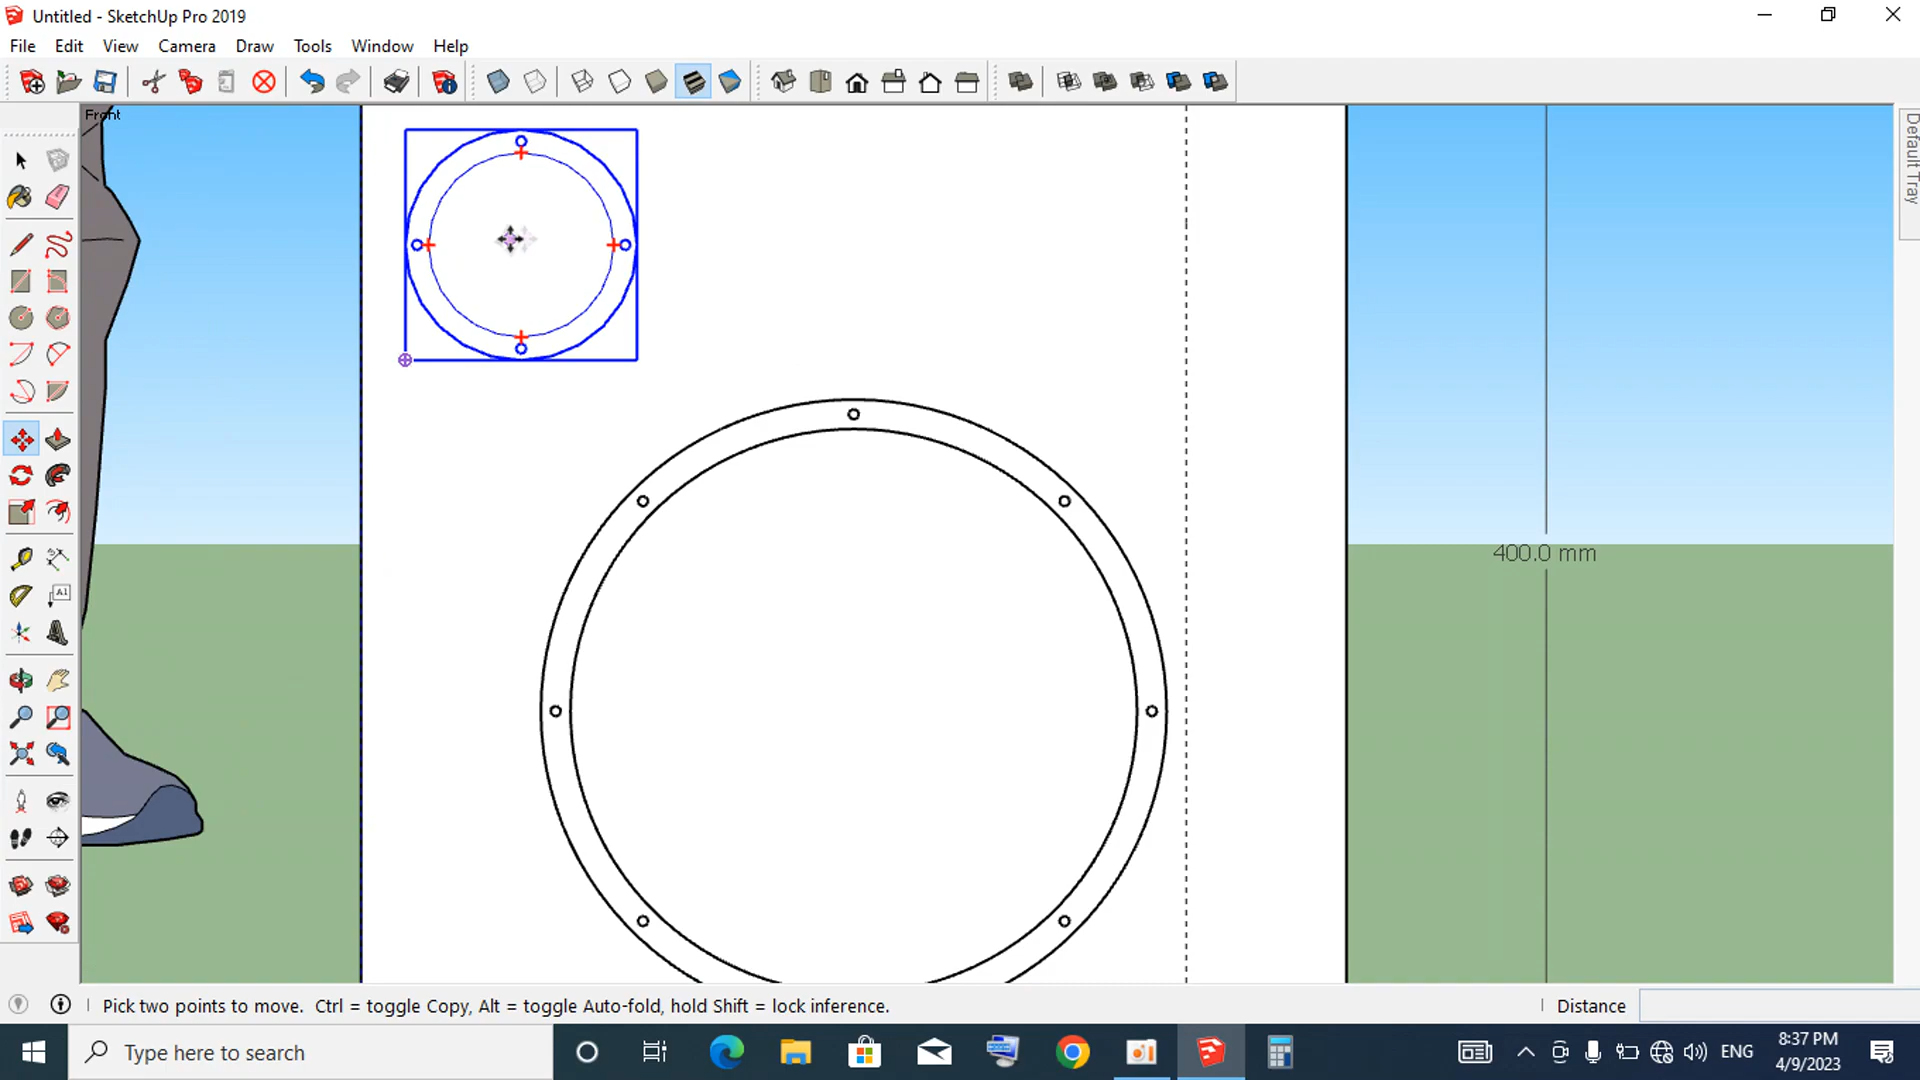 Untitled - SketchUp Pro 2019
File Edit View Camera Draw Tools Window Help
Front
Default Tray
400.0 mm
A1
Pick two points to move. Ctrl = toggle Copy, Alt = toggle Auto-fold, hold Shift = lock inference.
Distance
Type here to search
ENG
8:37 PM
4/9/2023